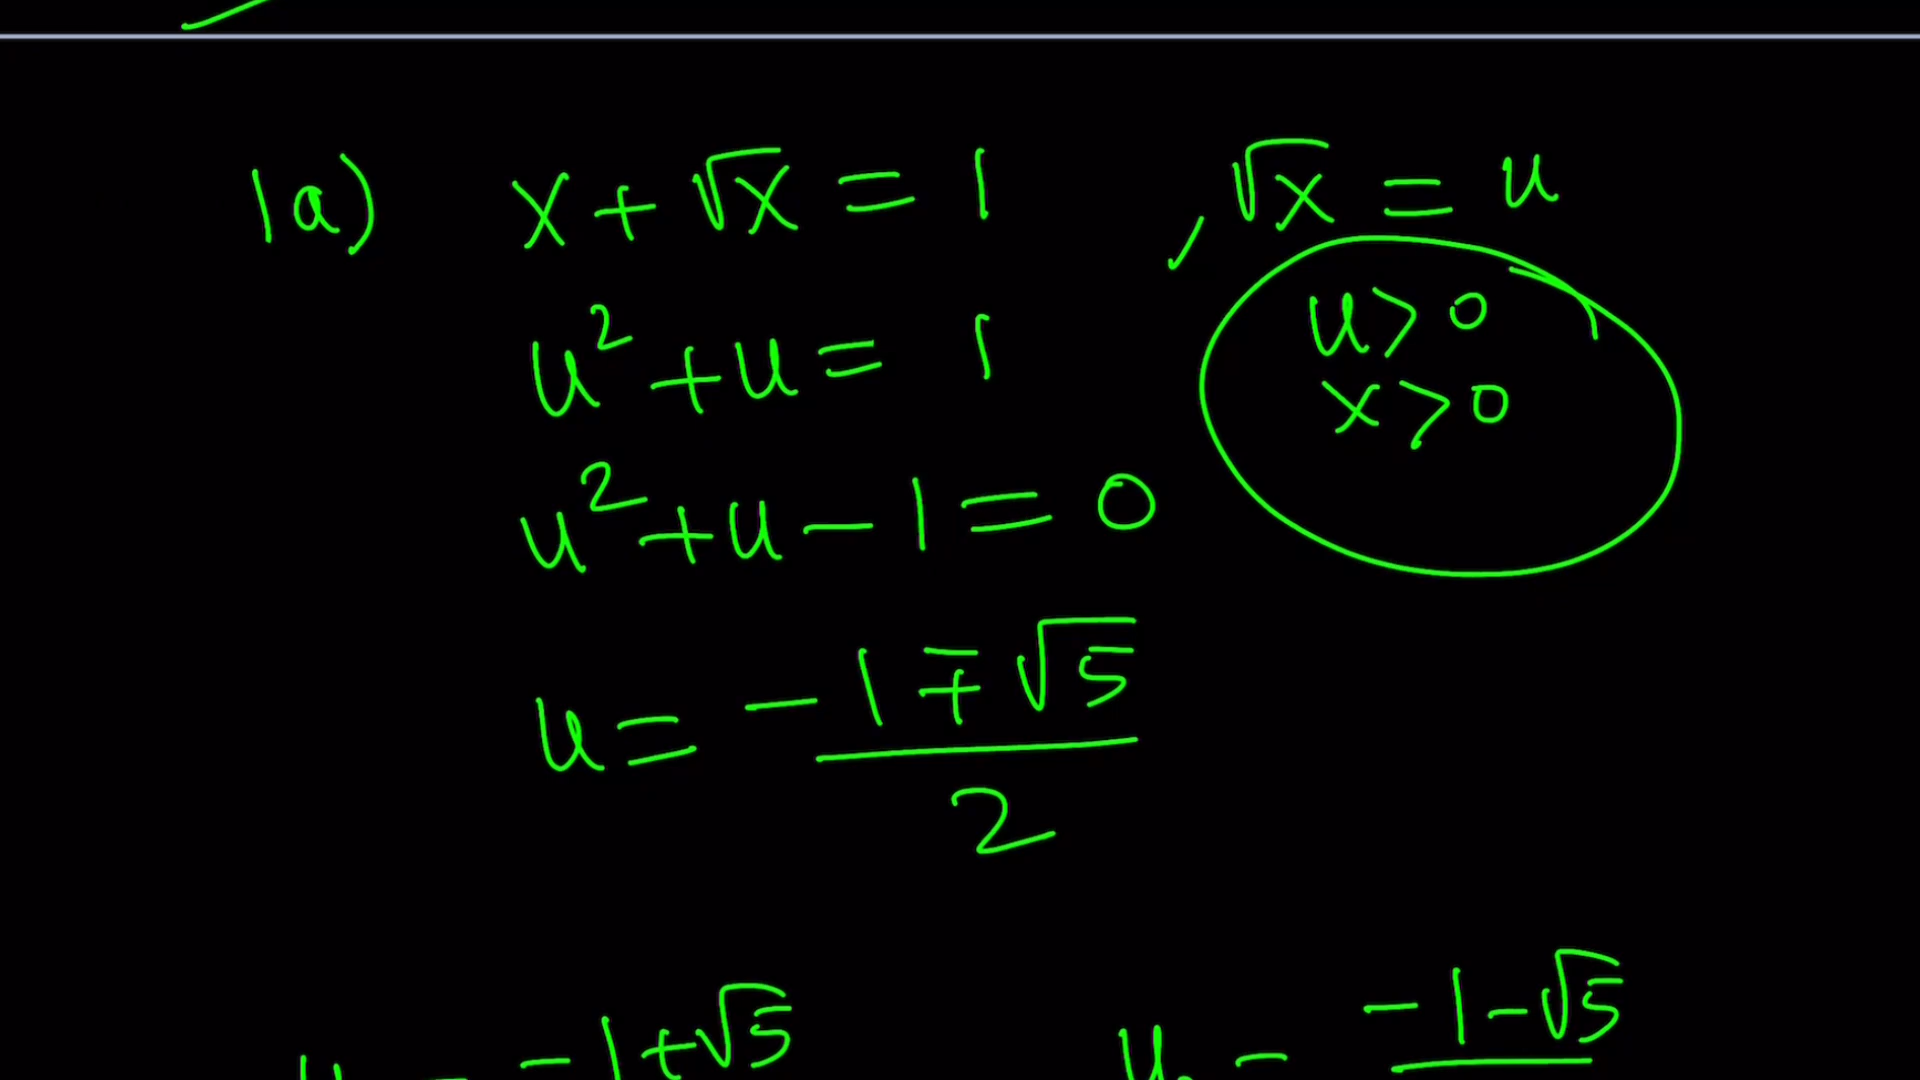 1a) x + √x = 1 , √x = u
u > 0
x > 0
u² + u = 1
u² + u - 1 = 0
u = (-1 ∓ √5) / 2
-1 + √5
u - -1 - √5